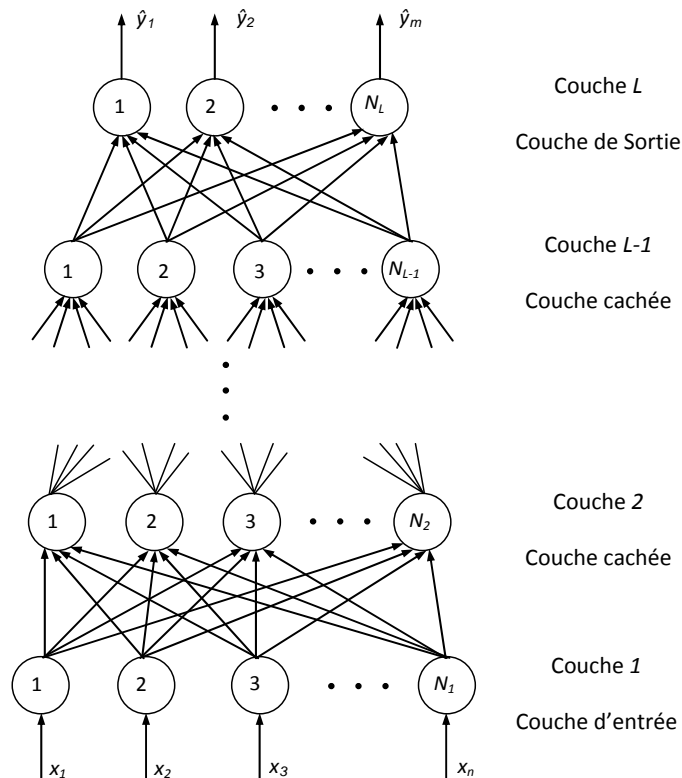 ŷ1 ŷ2 ŷm
1 2 NL
Couche L
Couche de Sortie
1 2 3 NL-1
Couche L-1
Couche cachée
1 2 3 N2
Couche 2
Couche cachée
1 2 3 N1
Couche 1
Couche d’entrée
x1 x2 x3 xn